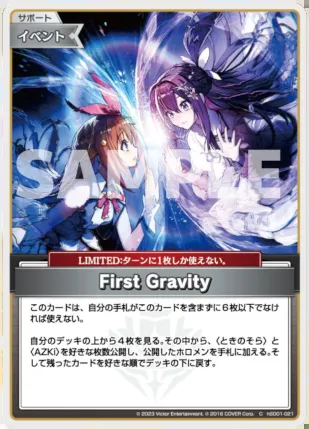 サポート
イベント
SAMPLE
LIMITED:ターンに1枚しか使えない。
First Gravity
このカードは、自分の手札がこのカードを含まずに6枚以下でなけ
れば使えない。
自分のデッキの上から4枚を見る。その中から、〈ときのそら〉と
〈AZKi〉を好きな枚数公開し、公開したホロメンを手札に加える。そ
して残ったカードを好きな順でデッキの下に戻す。
© 2023 Victor Entertainment. © 2016 COVER Corp. C hSD01-021